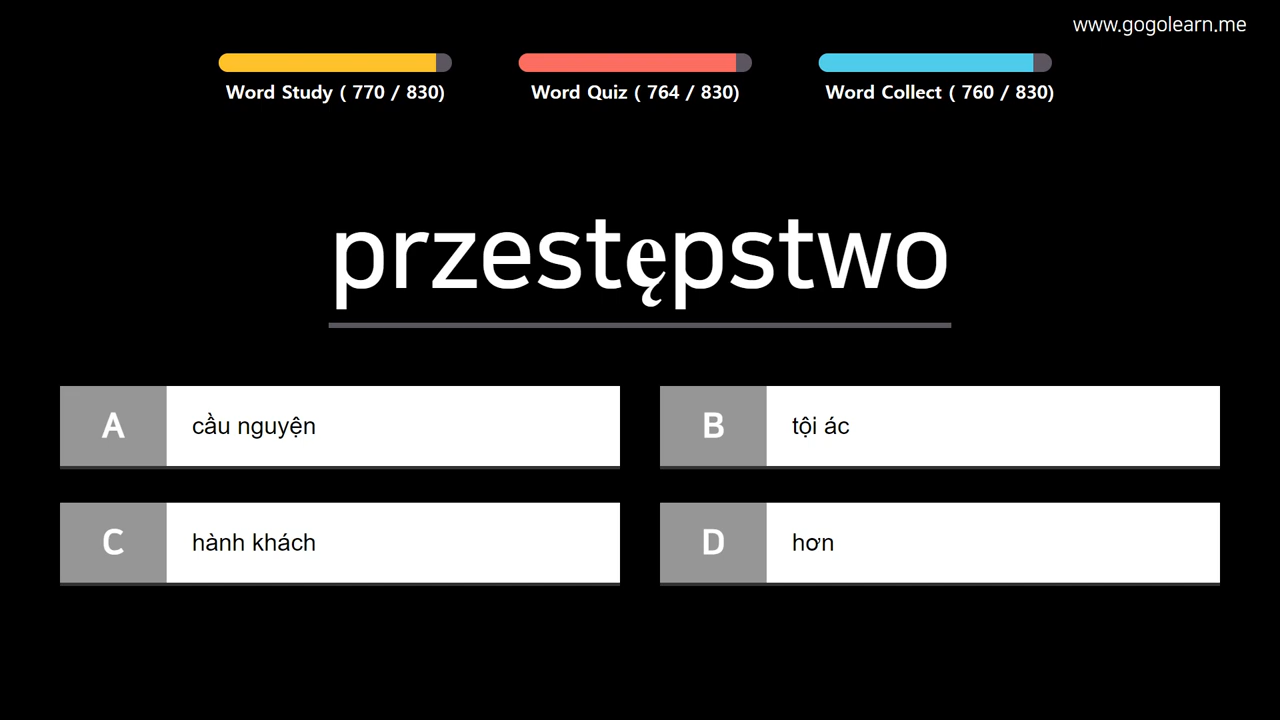 www.gogolearn.me
Word Study ( 770 / 830)
Word Quiz ( 764 / 830)
Word Collect ( 760 / 830)
przestępstwo
A cầu nguyện
B tội ác
C hành khách
D hơn